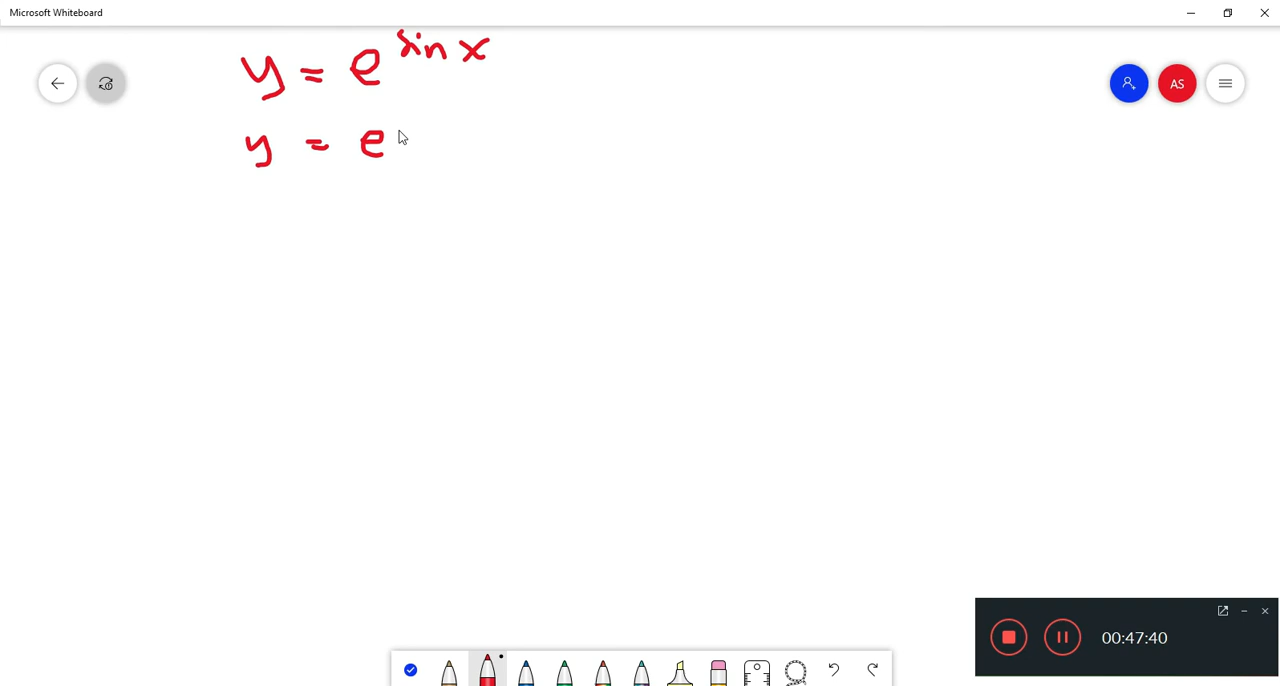 Microsoft Whiteboard
y = e^sin x
AS
y = e
00:47:40